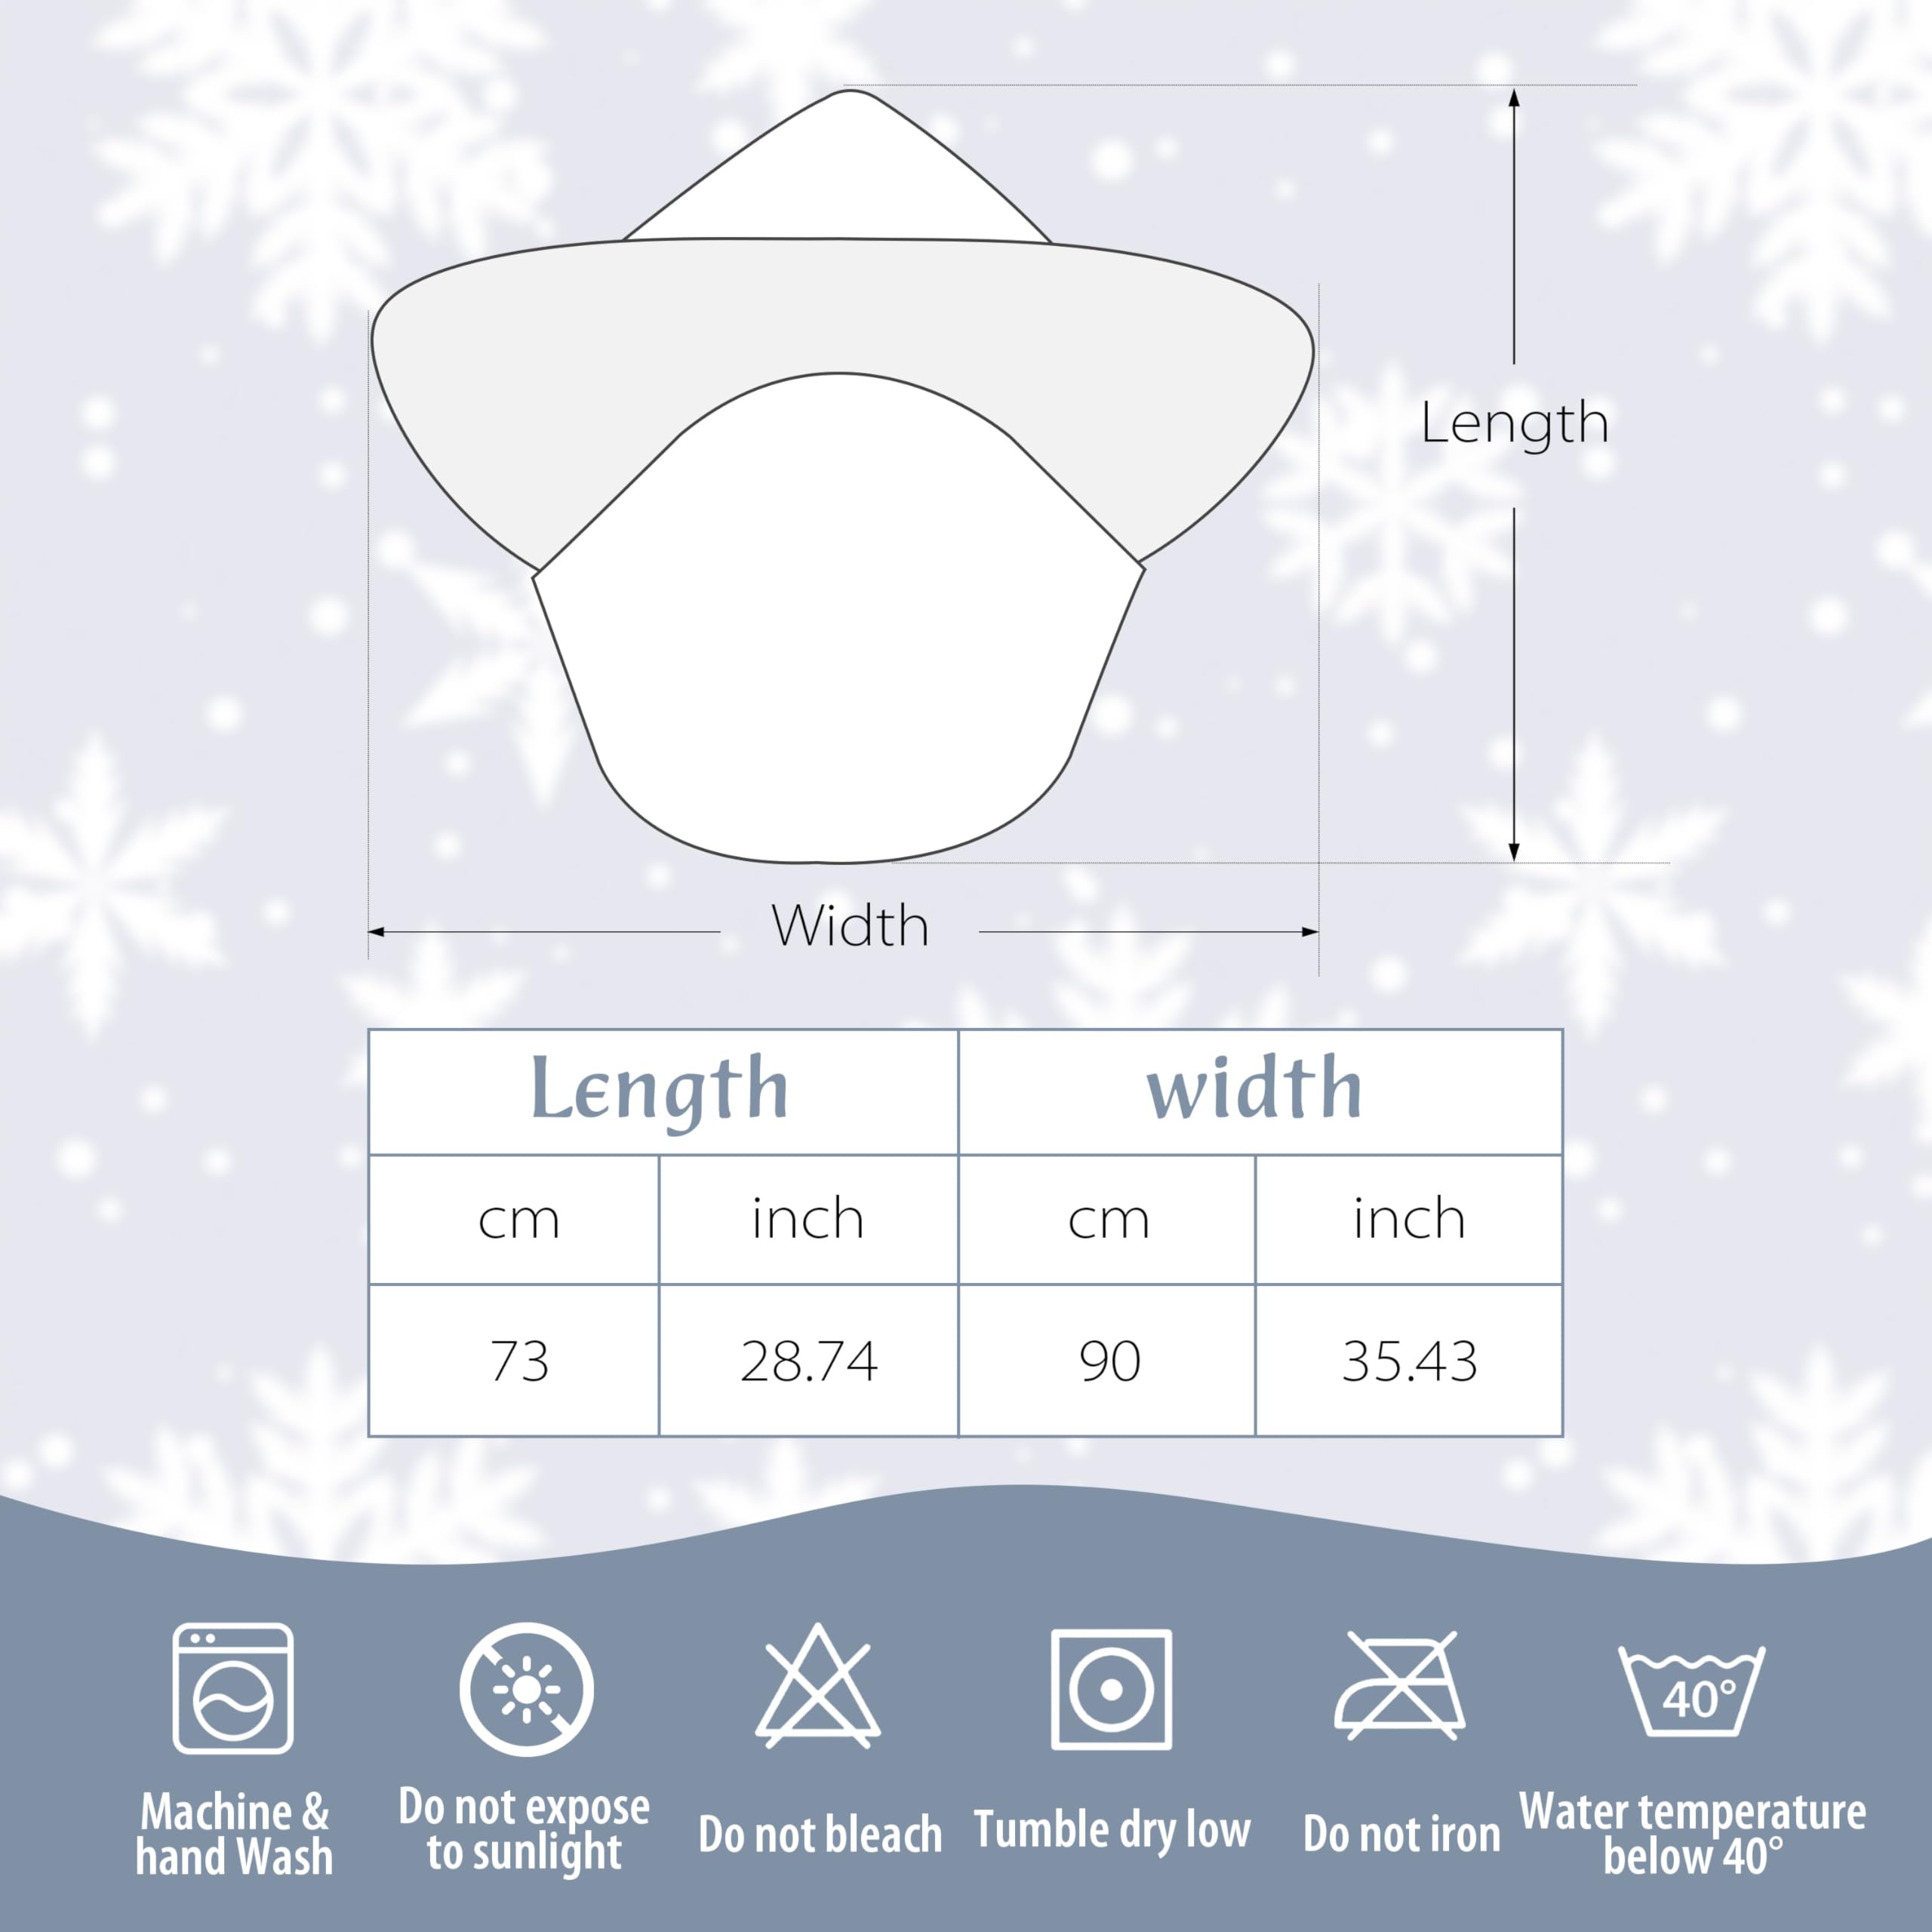 Length
Width
Length width
cm inch cm inch
73 28.74 90 35.43
40°
Machine &
hand Wash
Do not expose
to sunlight
Do not bleach
Tumble dry low
Do not iron
Water temperature
below 40°